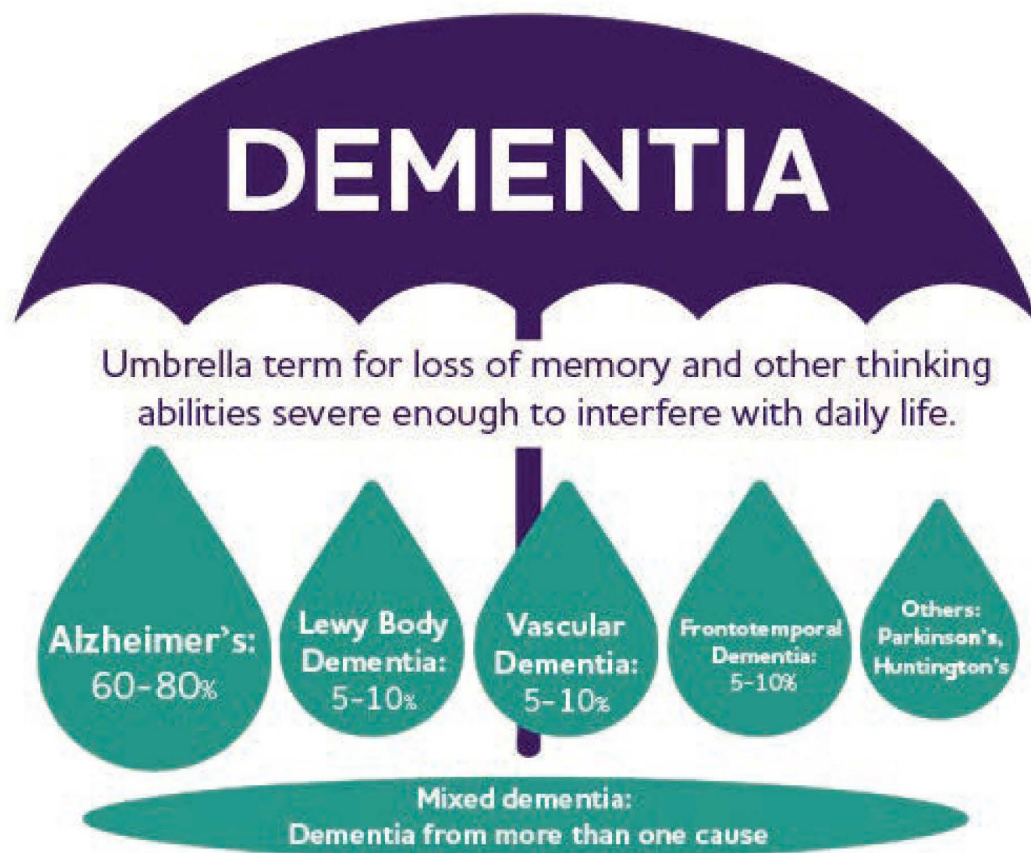 DEMENTIA
Umbrella term for loss of memory and other thinking
abilities severe enough to interfere with daily life.
Alzheimer's:
60-80%
Lewy Body
Dementia:
5-10%
Vascular
Dementia:
5-10%
Frontotemporal
Dementia:
5-10%
Others:
Parkinson's,
Huntington's
Mixed dementia:
Dementia from more than one cause